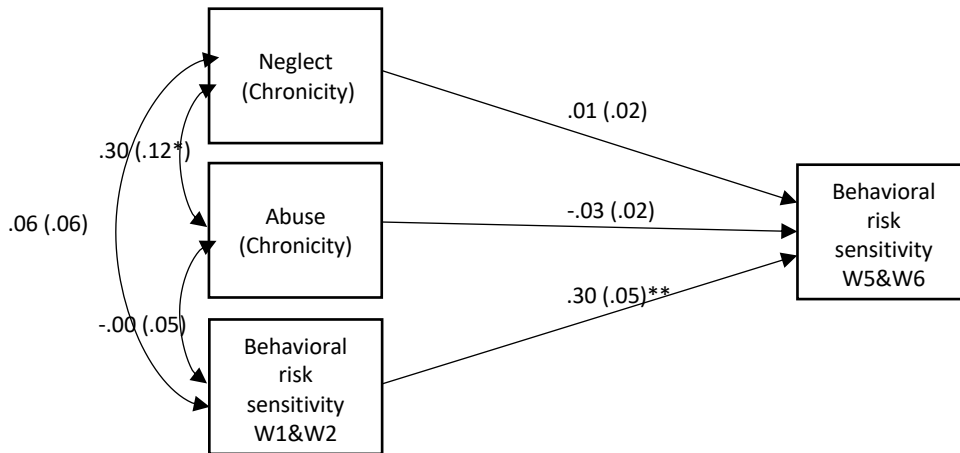 Neglect
(Chronicity)
.01 (.02)
.30 (.12*)
Abuse
(Chronicity)
-.03 (.02)
.06 (.06)
Behavioral
risk
sensitivity
W5&W6
.30 (.05)**
-.00 (.05)
Behavioral
risk
sensitivity
W1&W2